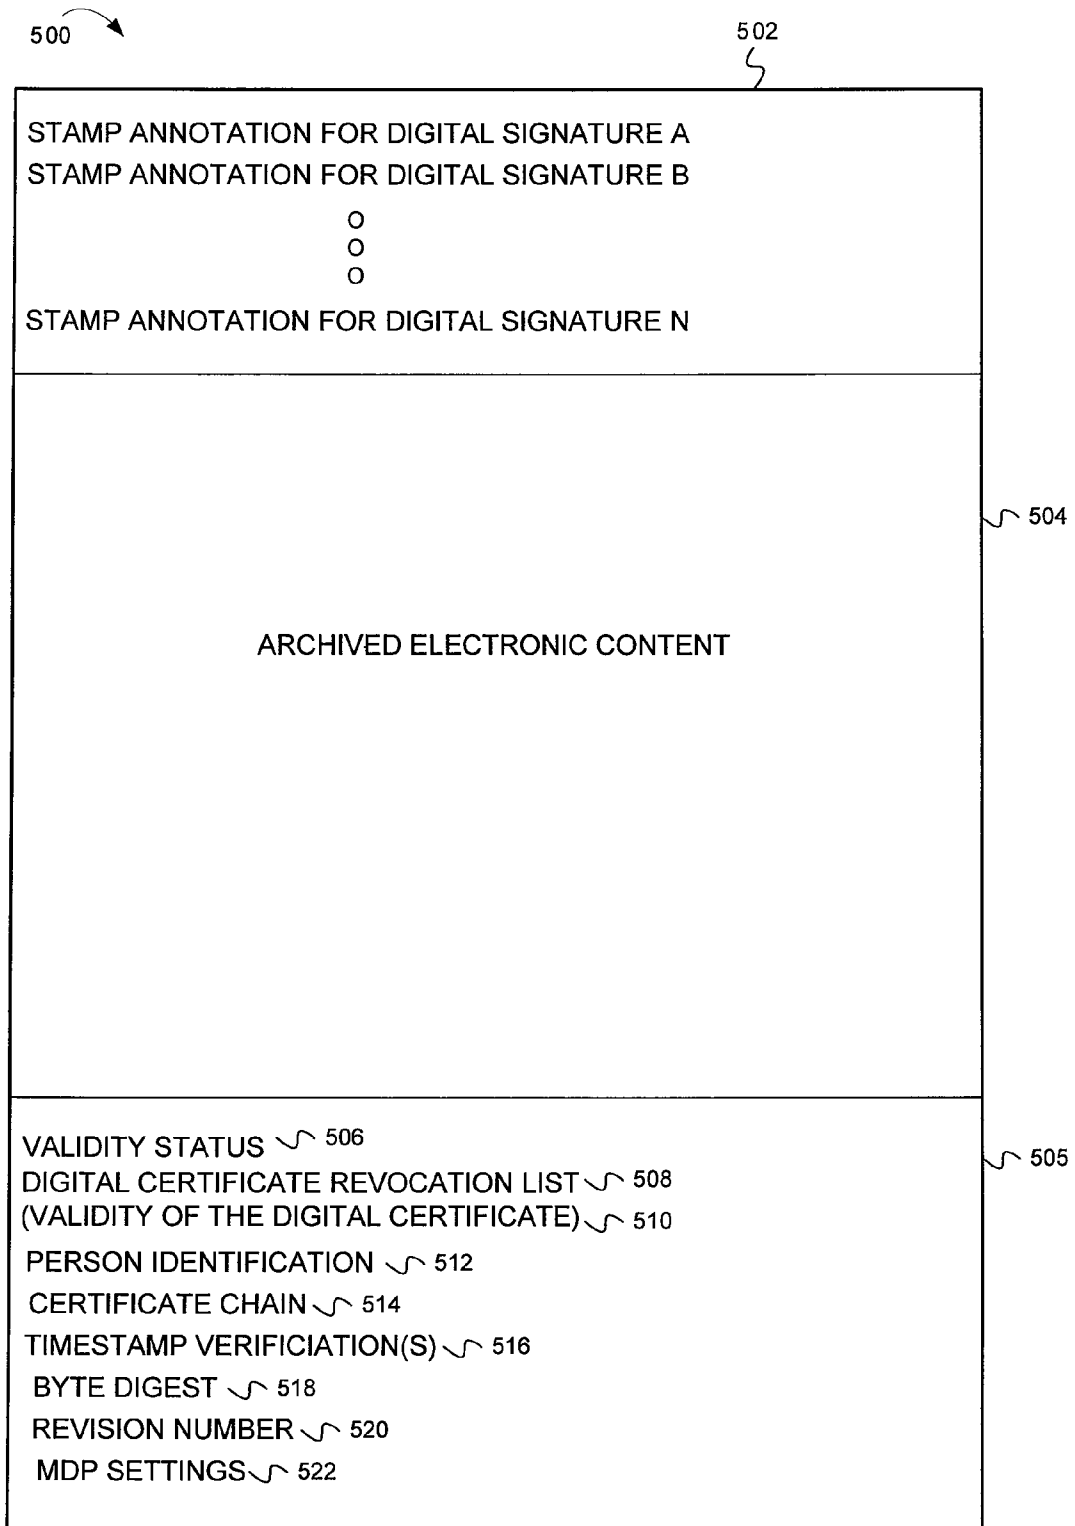 500
502
STAMP ANNOTATION FOR DIGITAL SIGNATURE A
STAMP ANNOTATION FOR DIGITAL SIGNATURE B
O
O
O
STAMP ANNOTATION FOR DIGITAL SIGNATURE N
504
ARCHIVED ELECTRONIC CONTENT
VALIDITY STATUS 506
505
DIGITAL CERTIFICATE REVOCATION LIST 508
(VALIDITY OF THE DIGITAL CERTIFICATE) 510
PERSON IDENTIFICATION 512
CERTIFICATE CHAIN 514
TIMESTAMP VERIFICIATION(S) 516
BYTE DIGEST 518
REVISION NUMBER 520
MDP SETTINGS 522